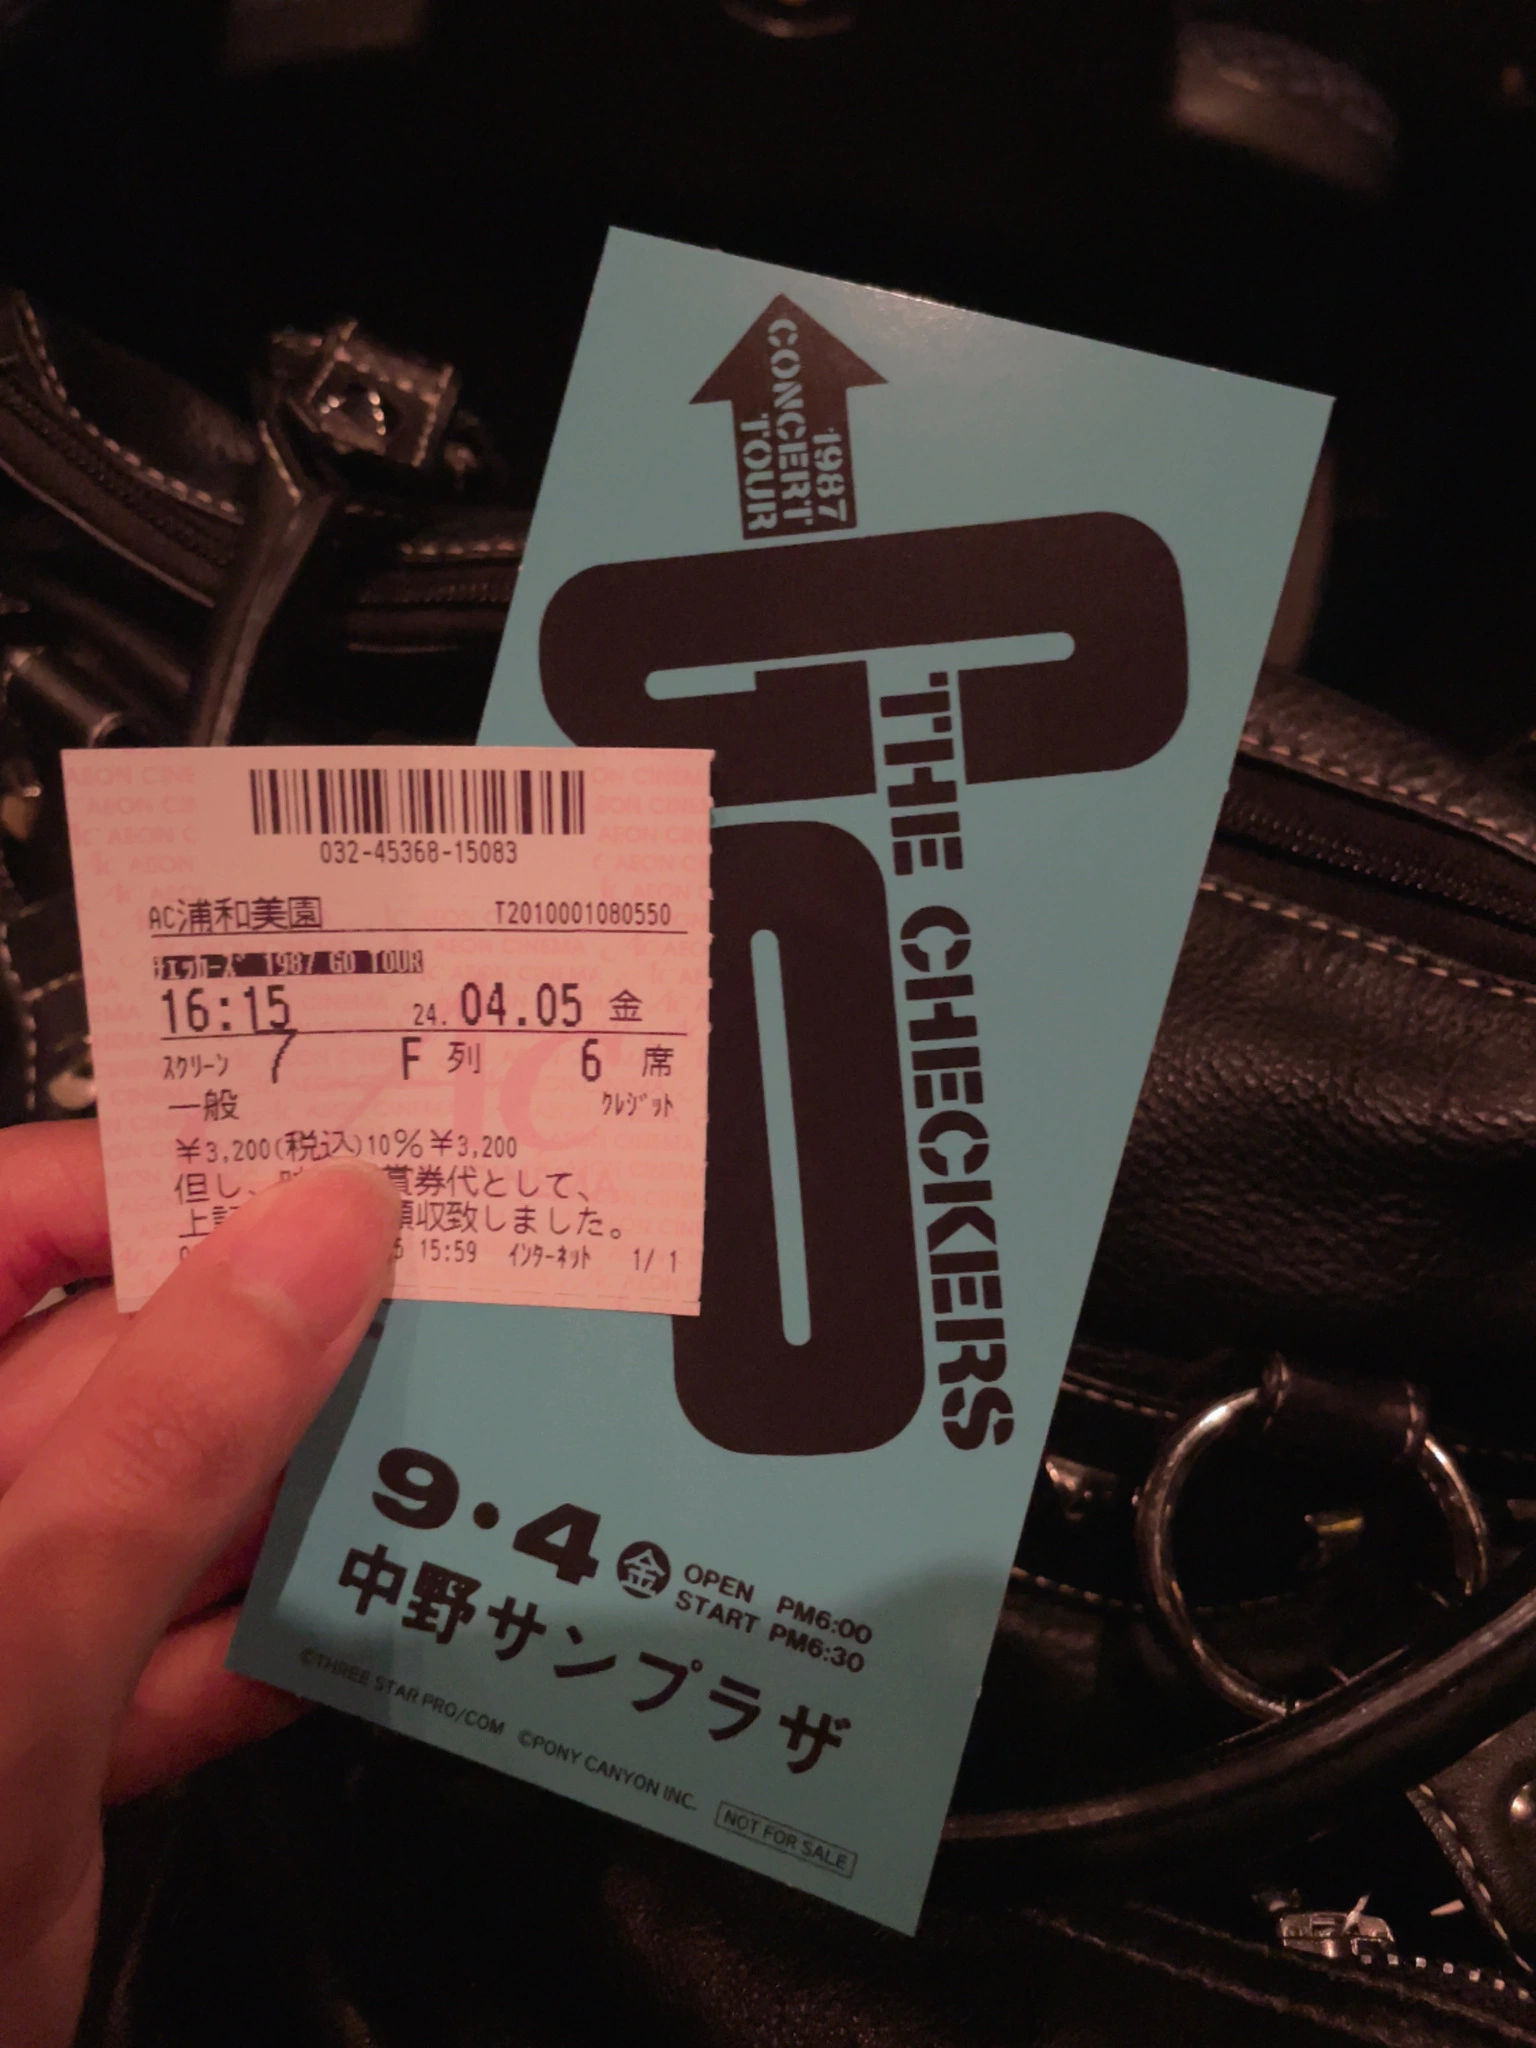 1987
CONCERT
TOUR
GO
THE CHECKERS
9・4 金 OPEN PM6:00
START PM6:30
中野サンプラザ
©THREE STAR PRO/COM ©PONY CANYON INC. NOT FOR SALE
AEON CINEMA
032-45368-15083
AC浦和美園 T2010001080550
チェッカーズ 1987 GO TOUR
16:15 24.04.05 金
スクリーン 7 F 列 6 席
一般 クレジット
¥3,200(税込)10%¥3,200
但し、賞券代として、
上記 領収致しました。
15:59 インターネット 1/1